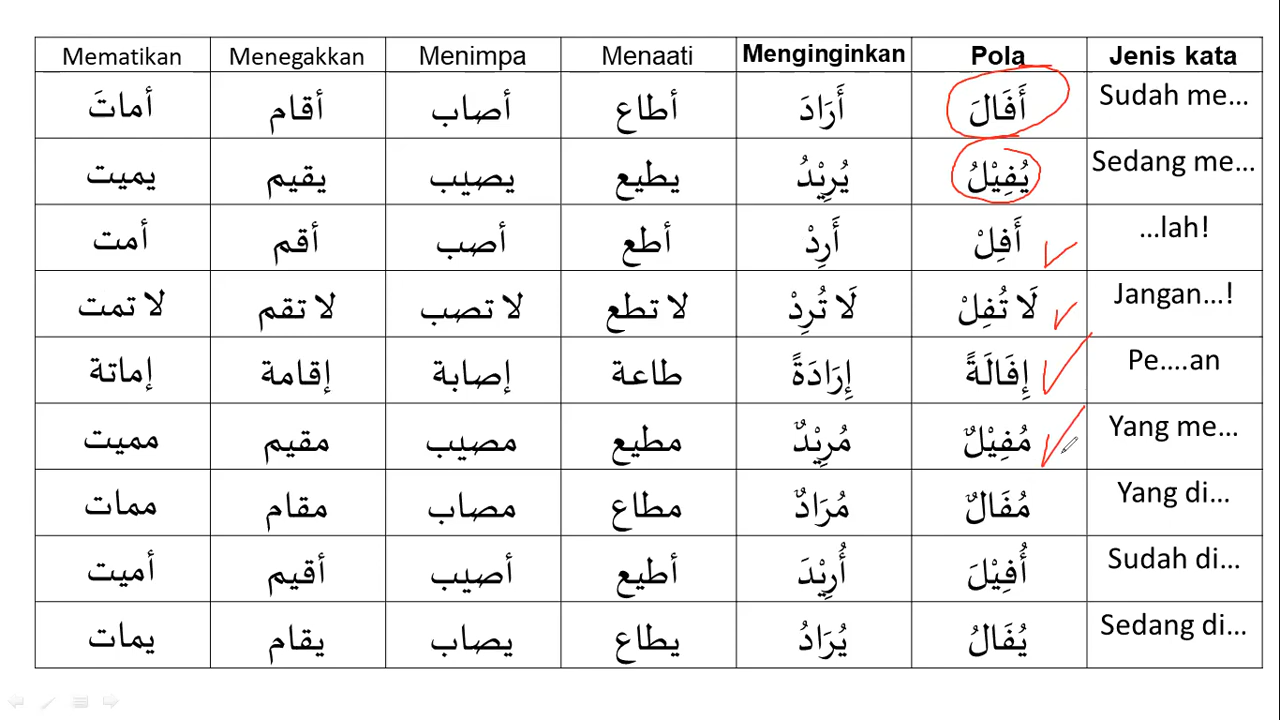 Mematikan Menegakkan Menimpa Menaati Menginginkan Pola Jenis kata
أماتَ أقام أصاب أطاع أَرَادَ أَفَالَ Sudah me...
يميت يقيم يصيب يطيع يُرِيْدُ يُفِيْلُ Sedang me...
أمت أقم أصب أطع أَرِدْ أَفِلْ ...lah!
لا تمت لا تقم لا تصب لا تطع لَا تُرِدْ لَا تُفِلْ Jangan...!
إماتة إقامة إصابة طاعة إِرَادَةً إِفَالَةً Pe....an
مميت مقيم مصيب مطيع مُرِيْدٌ مُفِيْلٌ Yang me...
ممات مقام مصاب مطاع مُرَادٌ مُفَالٌ Yang di...
أميت أقيم أصيب أطيع أُرِيْدَ أُفِيْلَ Sudah di...
يمات يقام يصاب يطاع يُرَادُ يُفَالُ Sedang di...